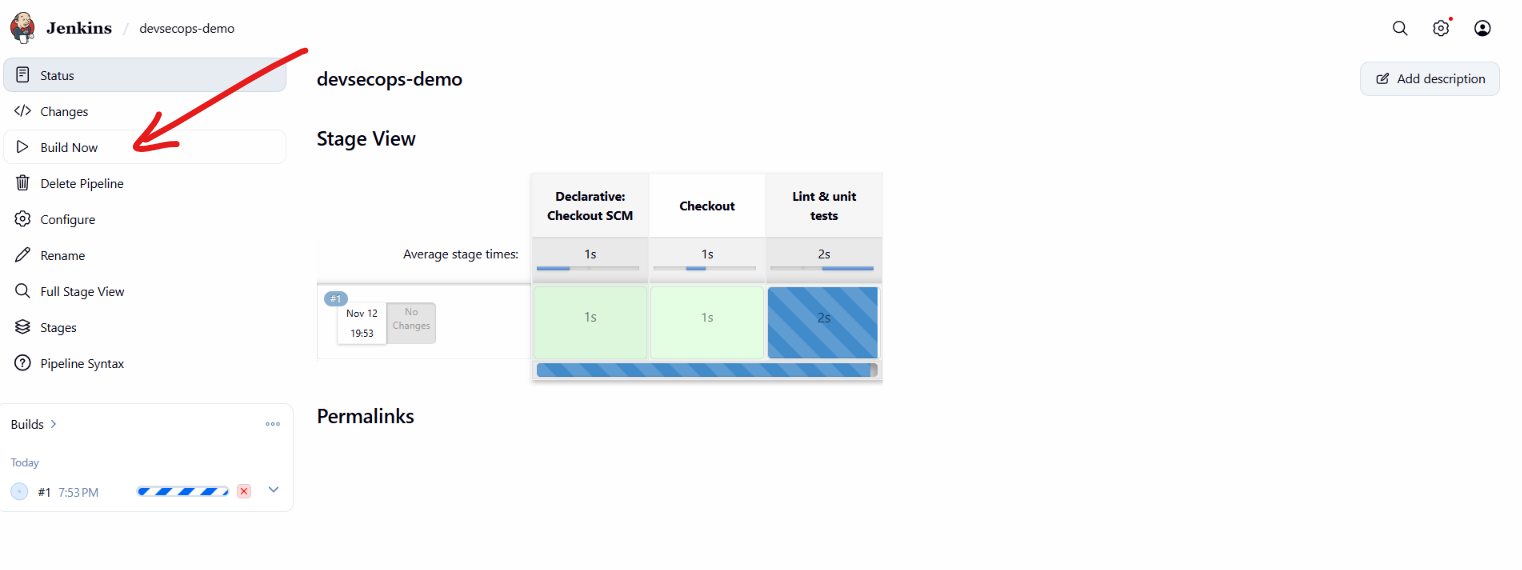 Jenkins / devsecops-demo
Status
Changes
Build Now
Delete Pipeline
Configure
Rename
Full Stage View
Stages
Pipeline Syntax
Builds
Today
#1 7:53 PM
devsecops-demo
Add description
Stage View
Declarative:
Checkout SCM
Checkout
Lint & unit
tests
Average stage times:
1s
1s
2s
#1
Nov 12
19:53
No
Changes
1s
1s
2s
Permalinks